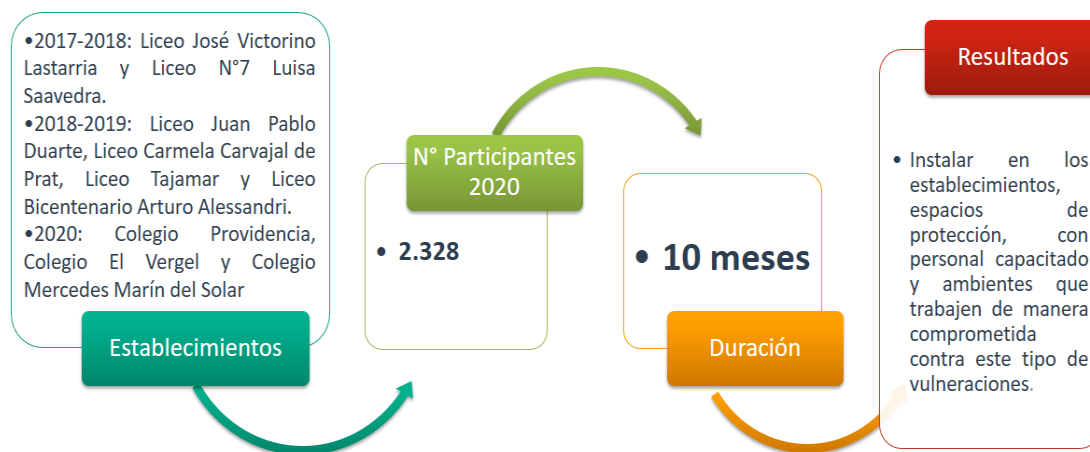 •2017-2018: Liceo José Victorino
Lastarria y Liceo N°7 Luisa
Saavedra.
•2018-2019: Liceo Juan Pablo
Duarte, Liceo Carmela Carvajal de
Prat, Liceo Tajamar y Liceo
Bicentenario Arturo Alessandri.
•2020: Colegio Providencia,
Colegio El Vergel y Colegio
Mercedes Marín del Solar
Establecimientos
N° Participantes
2020
• 2.328
• 10 meses
Duración
Resultados
• Instalar en los
establecimientos,
espacios de
protección, con
personal capacitado
y ambientes que
trabajen de manera
comprometida
contra este tipo de
vulneraciones.